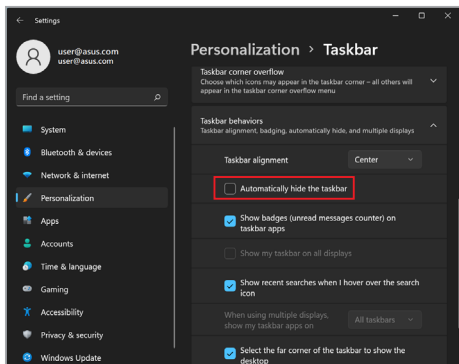 Settings
user@asus.com
user@asus.com
Find a setting
System
Bluetooth & devices
Network & internet
Personalization
Apps
Accounts
Time & language
Gaming
Accessibility
Privacy & security
Windows Update
Personalization > Taskbar
Taskbar corner overflow
Choose which icons may appear in the taskbar corner – all others will
appear in the taskbar corner overflow menu
Taskbar behaviors
Taskbar alignment, badging, automatically hide, and multiple displays
Taskbar alignment
Center
Automatically hide the taskbar
Show badges (unread messages counter) on
taskbar apps
Show my taskbar on all displays
Show recent searches when I hover over the search
icon
When using multiple displays,
show my taskbar apps on
All taskbars
Select the far corner of the taskbar to show the
desktop